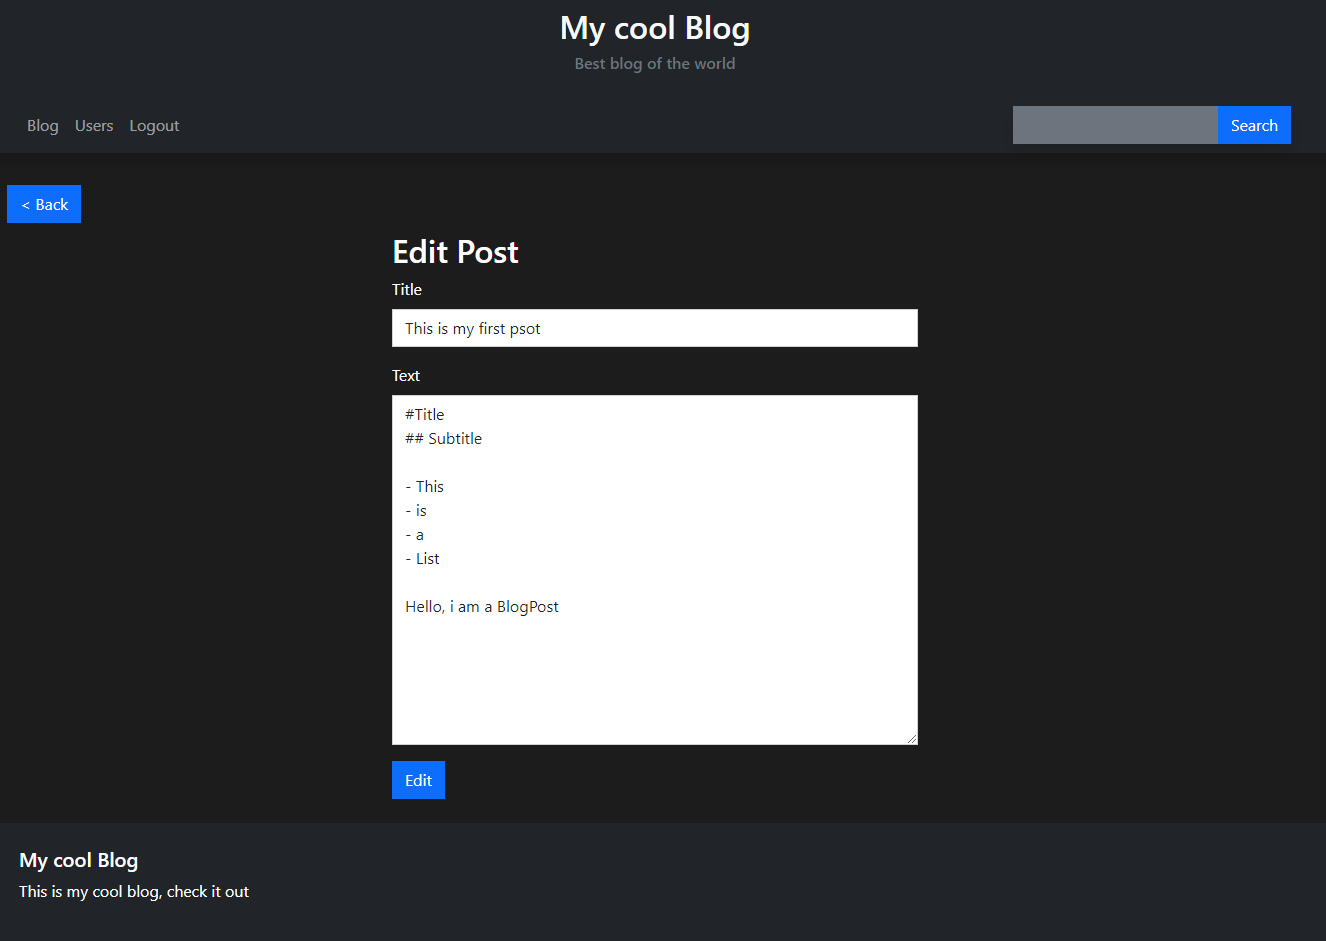 My cool Blog
Best blog of the world
Blog Users Logout
Search
< Back
Edit Post
Title
This is my first psot
Text
#Title
## Subtitle
- This
- is
- a
- List
Hello, i am a BlogPost
Edit
My cool Blog
This is my cool blog, check it out